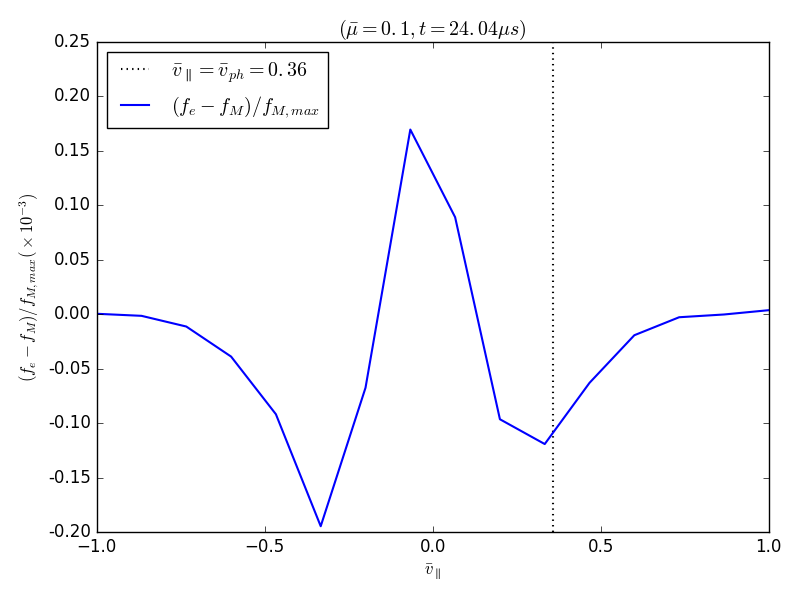 (μ̄ = 0.1, t = 24.04μs)
v̄∥ = v̄ph = 0.36
(fe − fM)/fM,max
0.25
0.20
0.15
0.10
0.05
0.00
-0.05
-0.10
-0.15
-0.20
(fe − fM)/fM,max(×10⁻³)
−1.0 −0.5 0.0 0.5 1.0
v̄∥